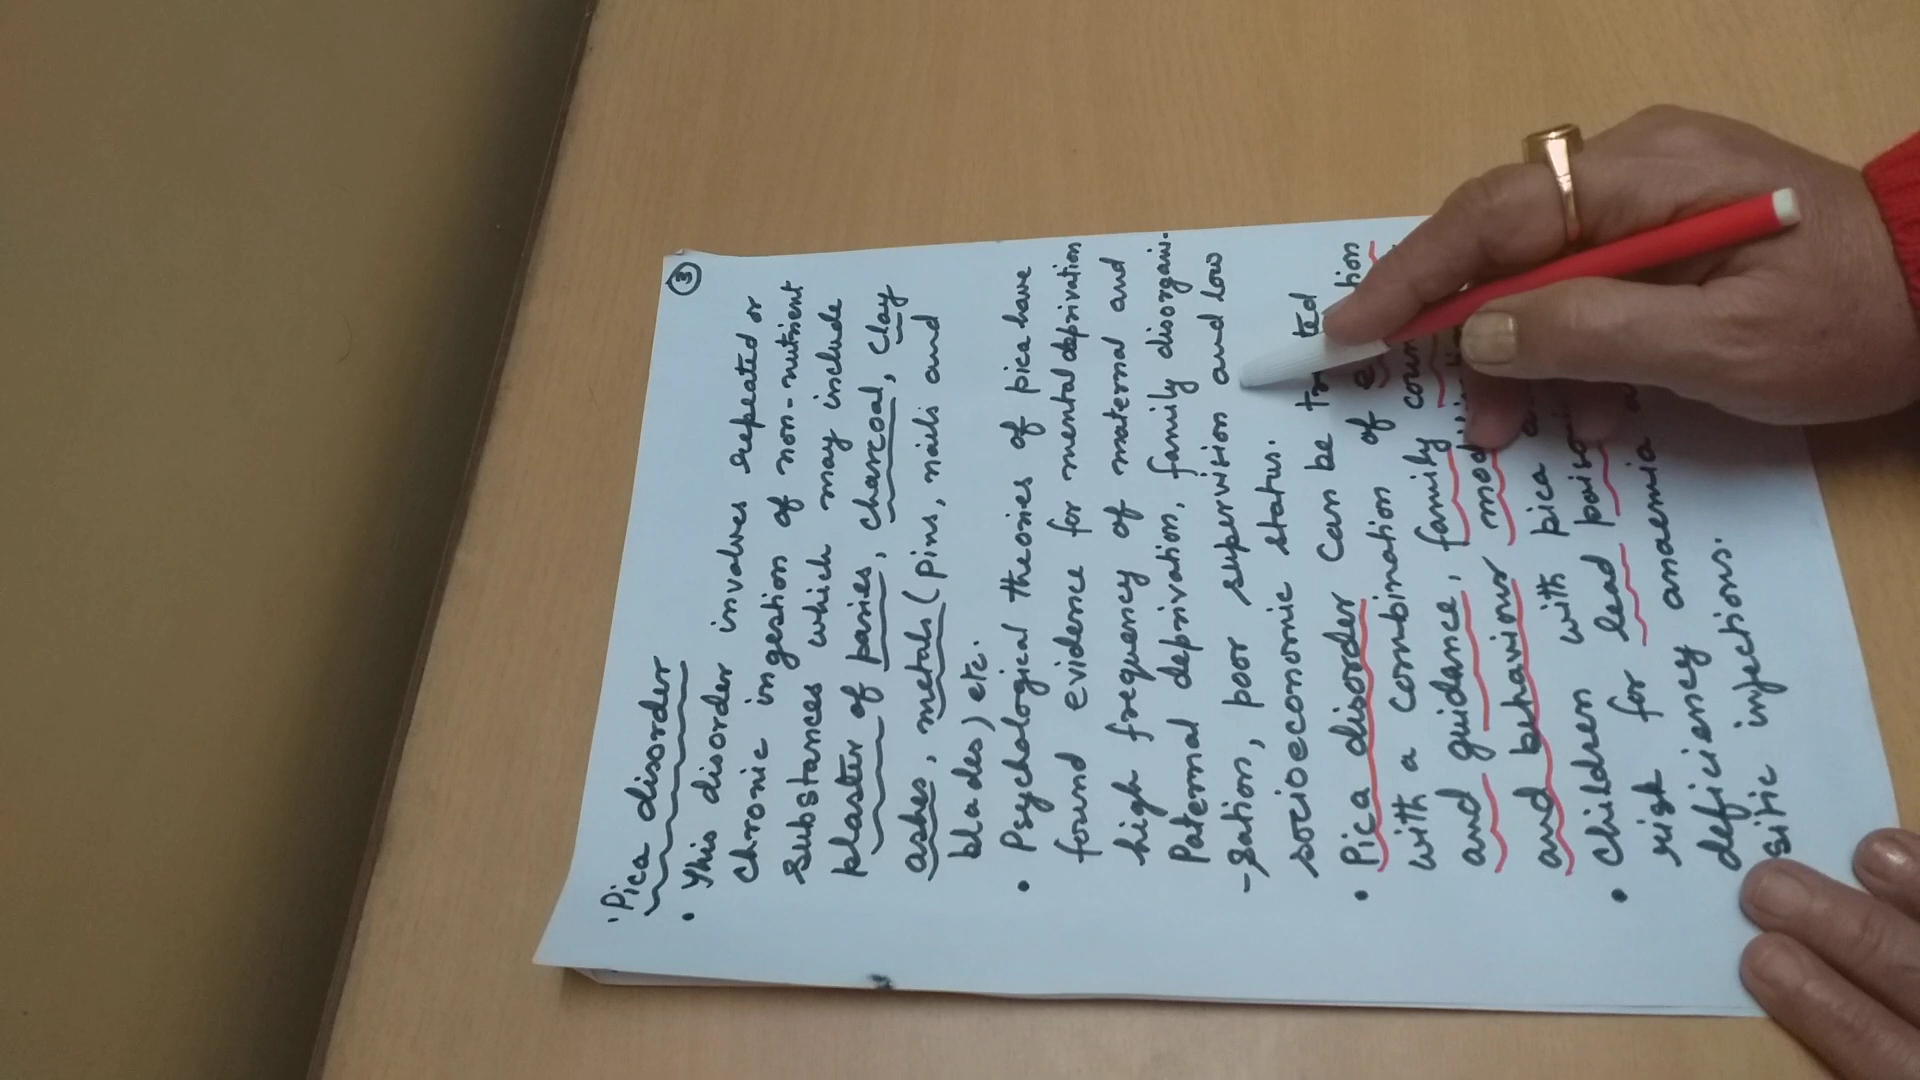 3
Pica disorder
• This disorder involves repeated or
chronic ingestion of non-nutrient
substances which may include
plaster of paries, charcoal, clay
ashes, metals (pins, nails and
blades) etc.
• Psychological theories of pica have
found evidence for mental deprivation
high frequency of maternal and
Paternal deprivation, family disorgani-
-sation, poor supervision and low
socioeconomic status.
• Pica disorder can be ted
with a combination of tion
and guidance, family
and behaviour
• children with pica
risk for lead
deficiency anaemia
sitic infections.